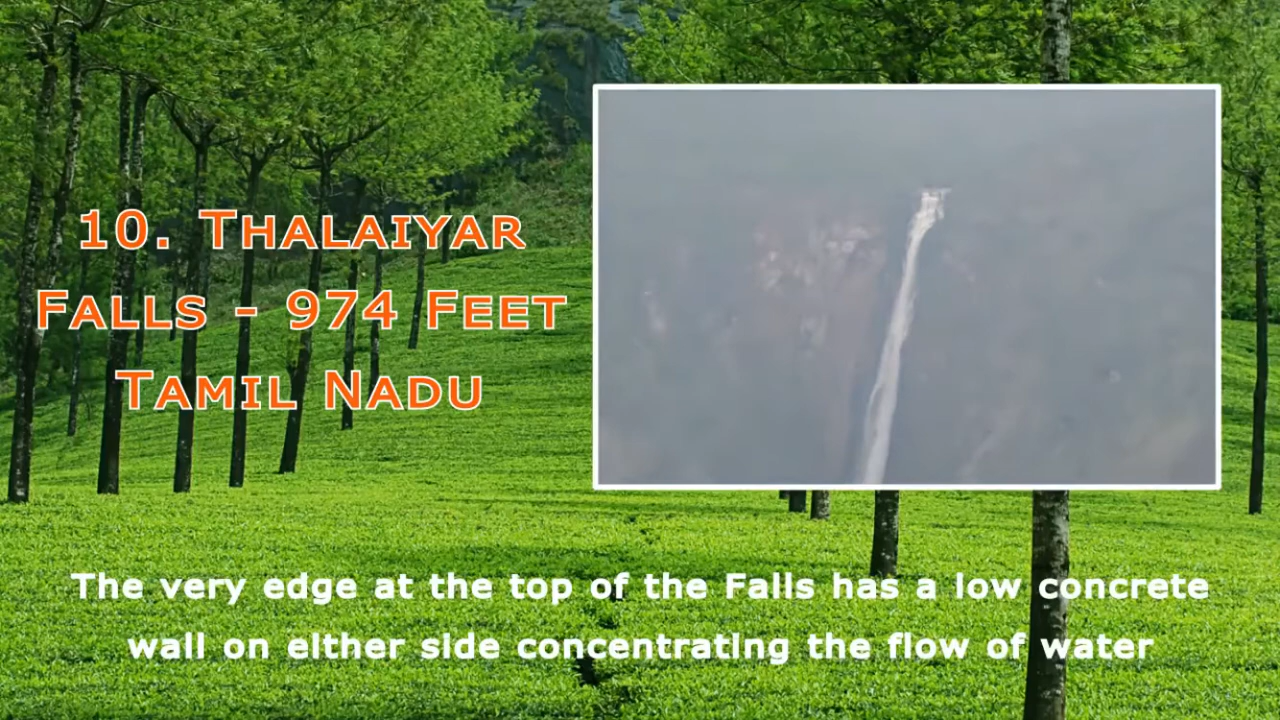 10. Thalaiyar
Falls - 974 Feet
Tamil Nadu
The very edge at the top of the Falls has a low concrete
wall on either side concentrating the flow of water